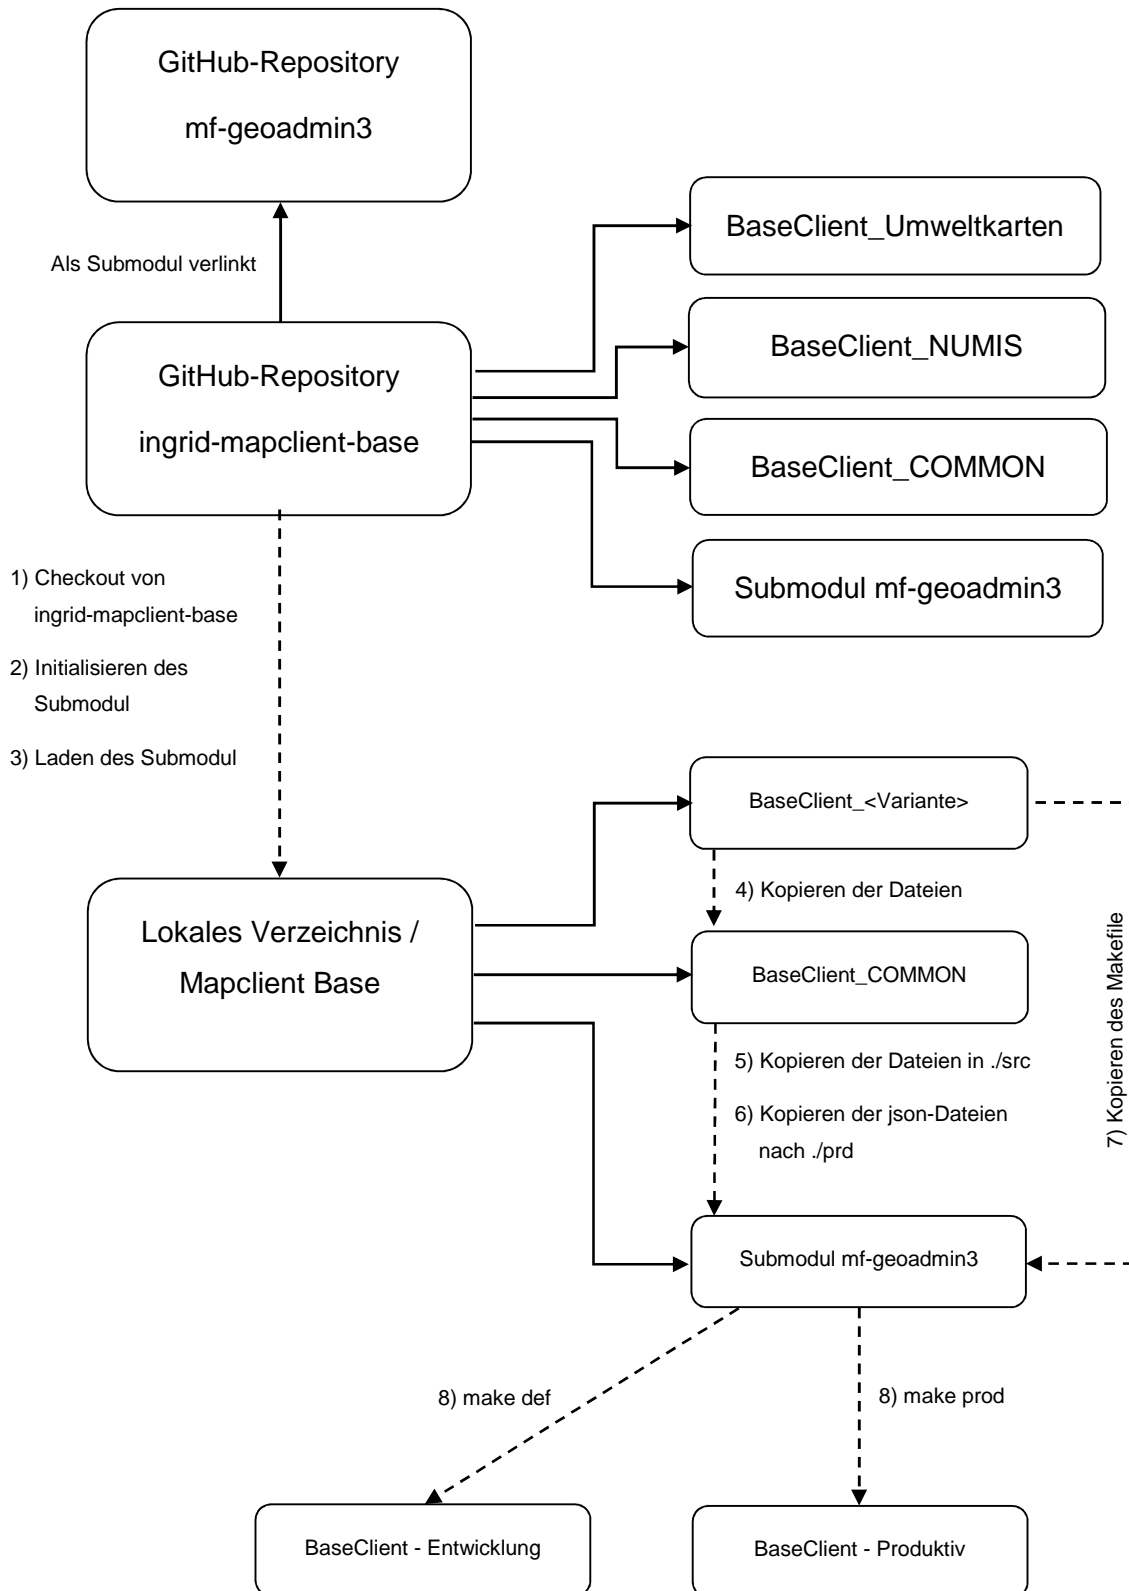 GitHub-Repository
mf-geoadmin3
Als Submodul verlinkt
GitHub-Repository
ingrid-mapclient-base
BaseClient_Umweltkarten
BaseClient_NUMIS
BaseClient_COMMON
Submodul mf-geoadmin3
1) Checkout von
ingrid-mapclient-base
2) Initialisieren des
Submodul
3) Laden des Submodul
BaseClient_<Variante>
4) Kopieren der Dateien
Lokales Verzeichnis /
Mapclient Base
BaseClient_COMMON
5) Kopieren der Dateien in ./src
6) Kopieren der json-Dateien
nach ./prd
7) Kopieren des Makefile
Submodul mf-geoadmin3
8) make def
8) make prod
BaseClient - Entwicklung
BaseClient - Produktiv